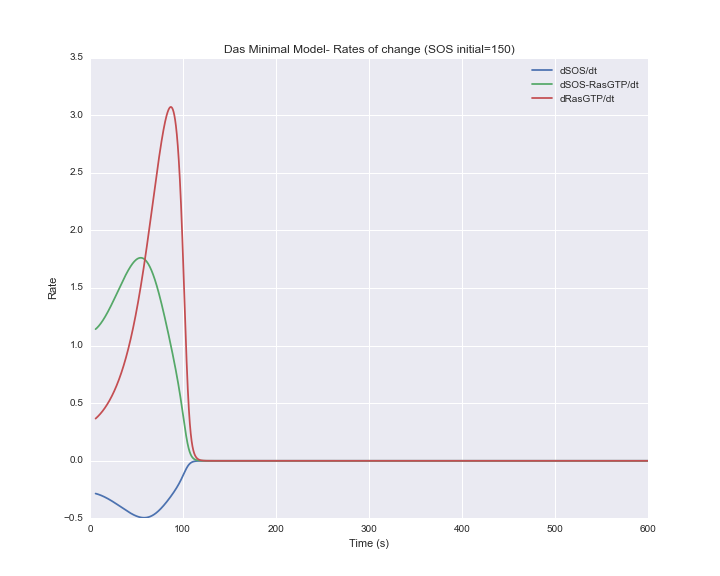 Das Minimal Model- Rates of change (SOS initial=150)
3.5
3.0
2.5
2.0
1.5
1.0
0.5
0.0
−0.5
Rate
dSOS/dt
dSOS-RasGTP/dt
dRasGTP/dt
0 100 200 300 400 500 600
Time (s)